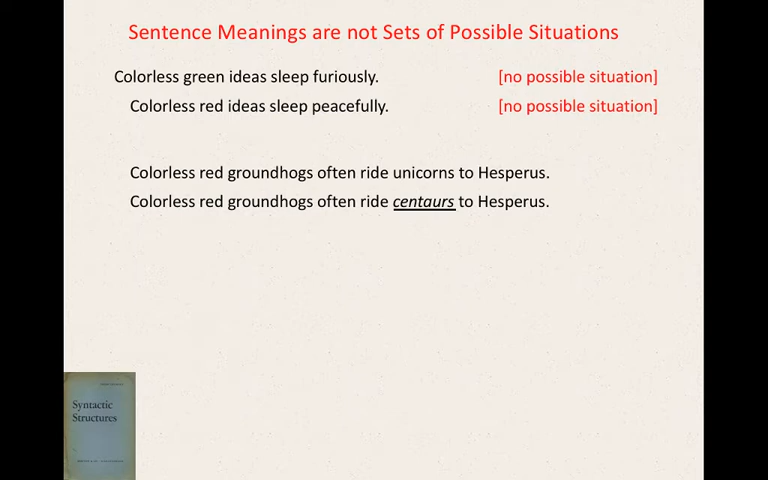 Sentence Meanings are not Sets of Possible Situations
Colorless green ideas sleep furiously. [no possible situation]
Colorless red ideas sleep peacefully. [no possible situation]
Colorless red groundhogs often ride unicorns to Hesperus.
Colorless red groundhogs often ride centaurs to Hesperus.
Syntactic
Structures